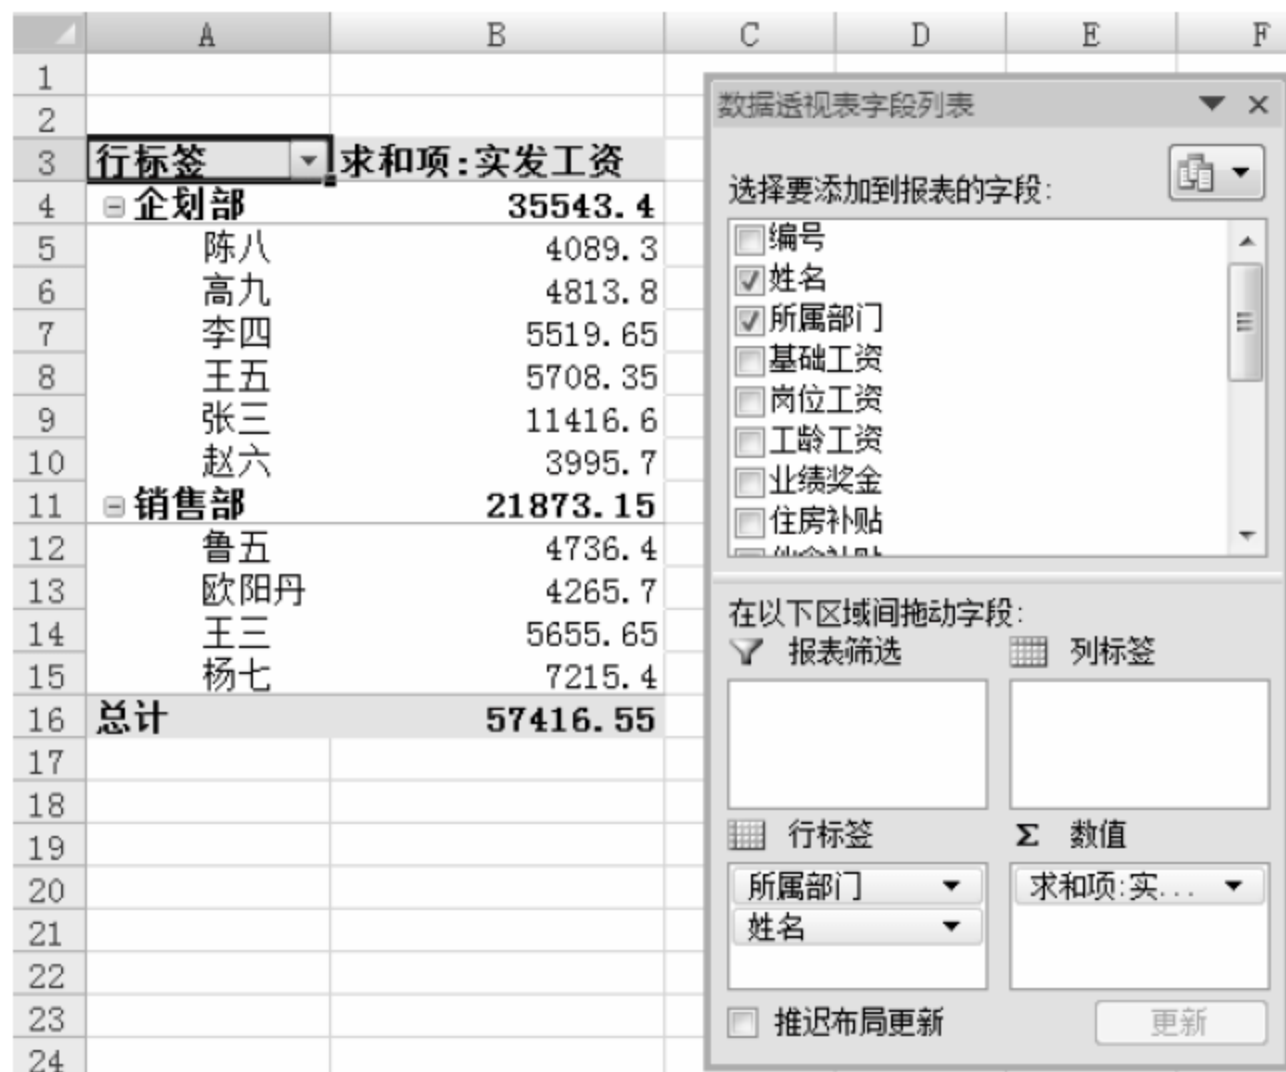 A B C D E F
1
2
3 行标签 求和项:实发工资
4 企划部 35543.4
5 陈八 4089.3
6 高九 4813.8
7 李四 5519.65
8 王五 5708.35
9 张三 11416.6
10 赵六 3995.7
11 销售部 21873.15
12 鲁五 4736.4
13 欧阳丹 4265.7
14 王三 5655.65
15 杨七 7215.4
16 总计 57416.55
17
18
19
20
21
22
23
24
数据透视表字段列表
选择要添加到报表的字段:
编号
姓名
所属部门
基础工资
岗位工资
工龄工资
业绩奖金
住房补贴
在以下区域间拖动字段:
报表筛选 列标签
行标签 Σ 数值
所属部门 求和项:实...
姓名
推迟布局更新 更新